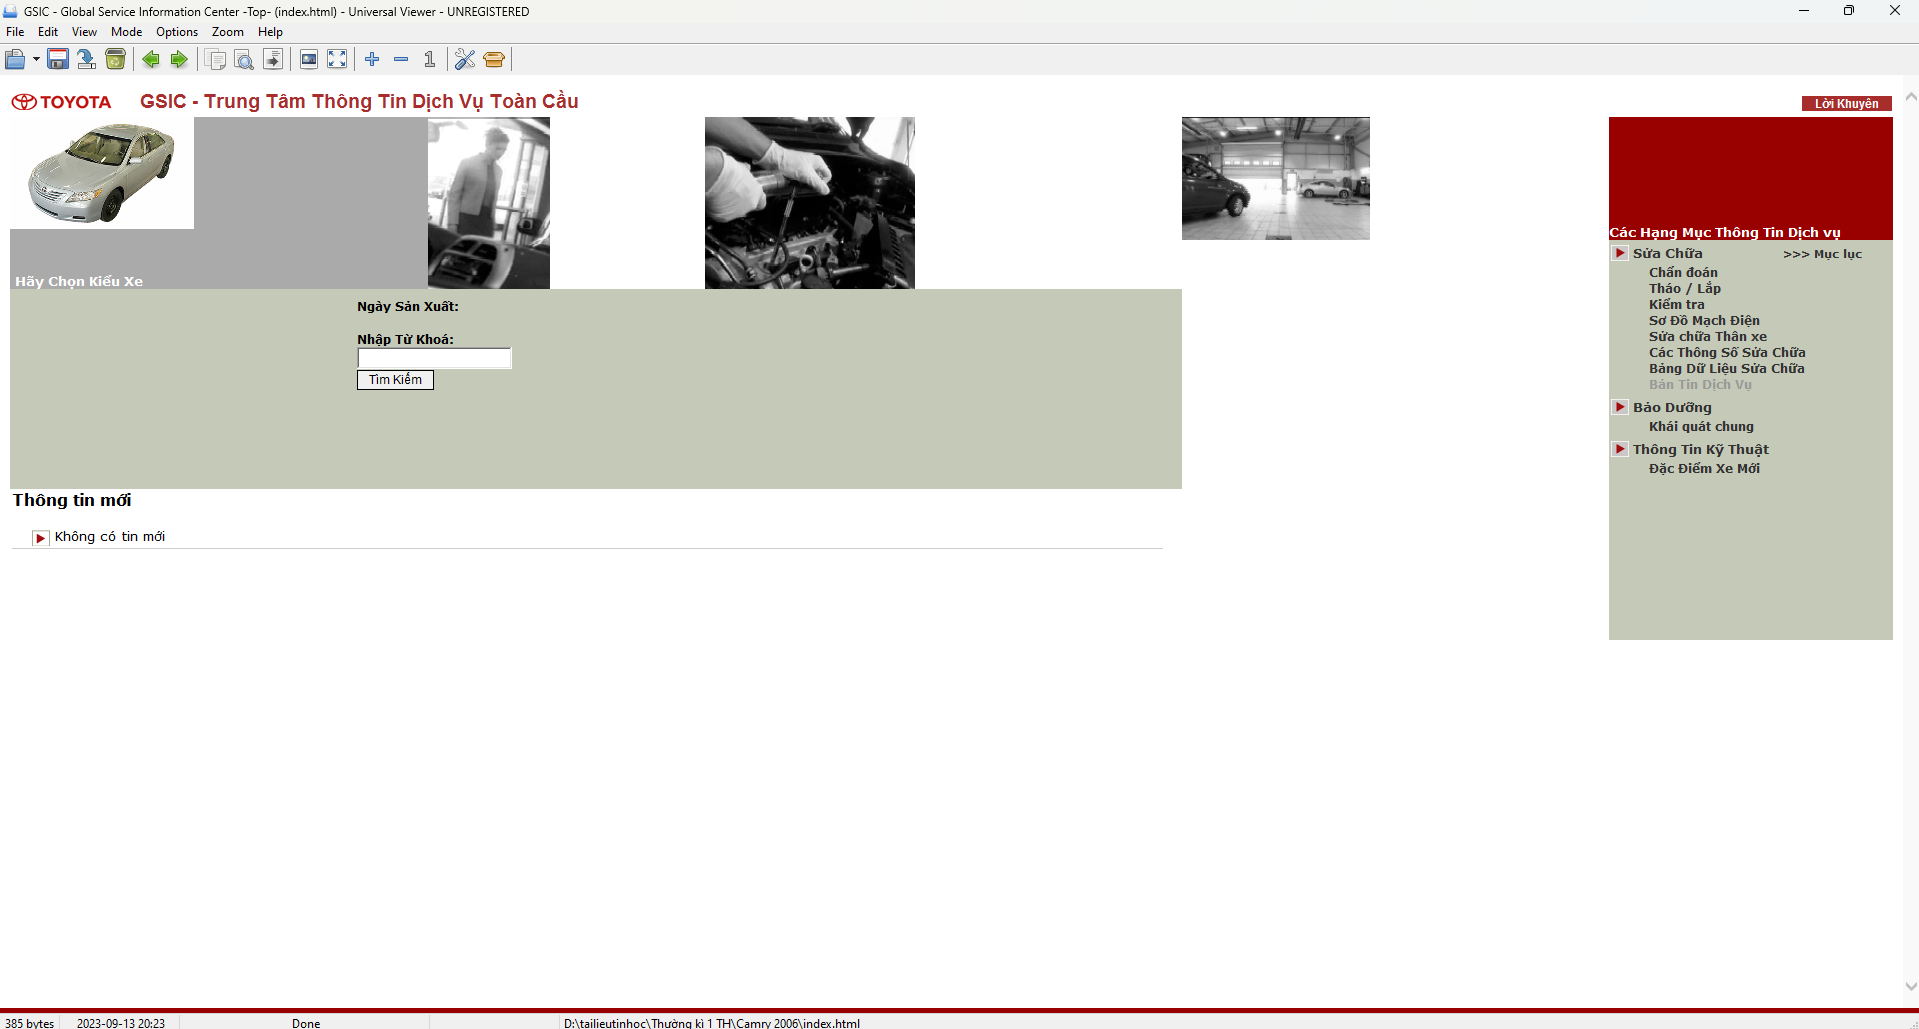 GSIC - Global Service Information Center -Top- (index.html) - Universal Viewer - UNREGISTERED
File Edit View Mode Options Zoom Help
1
TOYOTA GSIC - Trung Tâm Thông Tin Dịch Vụ Toàn Cầu
Lời Khuyên
Hãy Chọn Kiểu Xe
Ngày Sản Xuất:
Nhập Từ Khoá:
Tìm Kiếm
Thông tin mới
Không có tin mới
Các Hạng Mục Thông Tin Dịch vụ
Sửa Chữa >>> Mục lục
Chẩn đoán
Tháo / Lắp
Kiểm tra
Sơ Đồ Mạch Điện
Sửa chữa Thân xe
Các Thông Số Sửa Chữa
Bảng Dữ Liệu Sửa Chữa
Bản Tin Dịch Vụ
Bảo Dưỡng
Khái quát chung
Thông Tin Kỹ Thuật
Đặc Điểm Xe Mới
385 bytes 2023-09-13 20:23 Done D:\tailieutinhoc\Thường kì 1 TH\Camry 2006\index.html